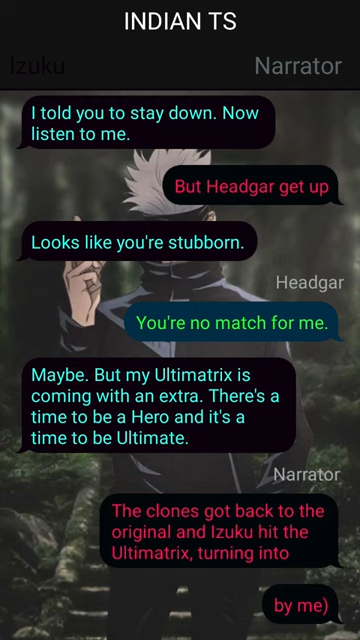 INDIAN TS
Izuku
Narrator
I told you to stay down. Now
listen to me.
But Headgar get up
Looks like you're stubborn.
Headgar
You're no match for me.
Maybe. But my Ultimatrix is
coming with an extra. There's a
time to be a Hero and it's a
time to be Ultimate.
Narrator
The clones got back to the
original and Izuku hit the
Ultimatrix, turning into
by me)